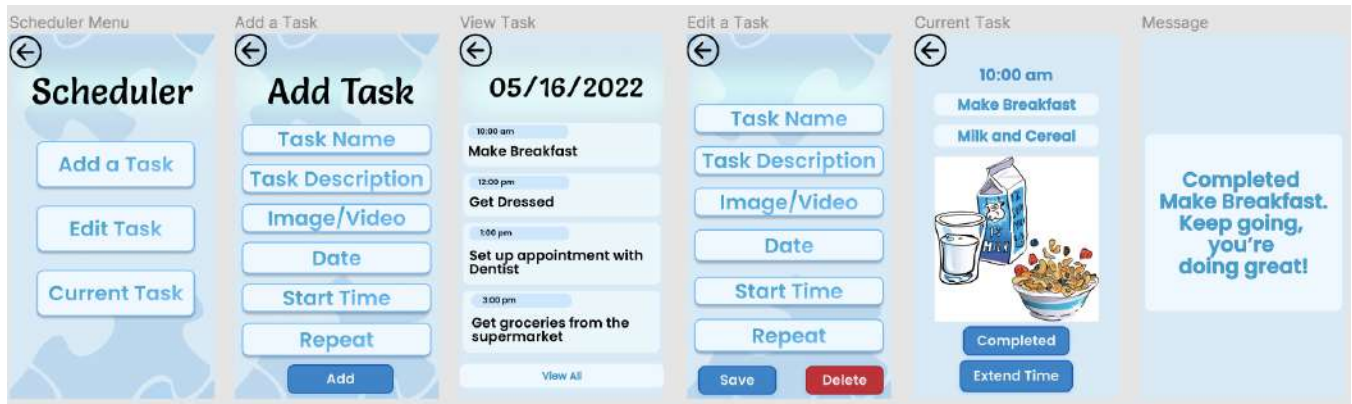 Scheduler Menu
Scheduler
Add a Task
Edit Task
Current Task
Add a Task
Add Task
Task Name
Task Description
Image/Video
Date
Start Time
Repeat
Add
View Task
05/16/2022
10:00 am
Make Breakfast
12:00 pm
Get Dressed
1:00 pm
Set up appointment with
Dentist
3:00 pm
Get groceries from the
supermarket
View All
Edit a Task
Task Name
Task Description
Image/Video
Date
Start Time
Repeat
Save
Delete
Current Task
10:00 am
Make Breakfast
Milk and Cereal
MILK
Completed
Extend Time
Message
Completed
Make Breakfast.
Keep going,
you're
doing great!